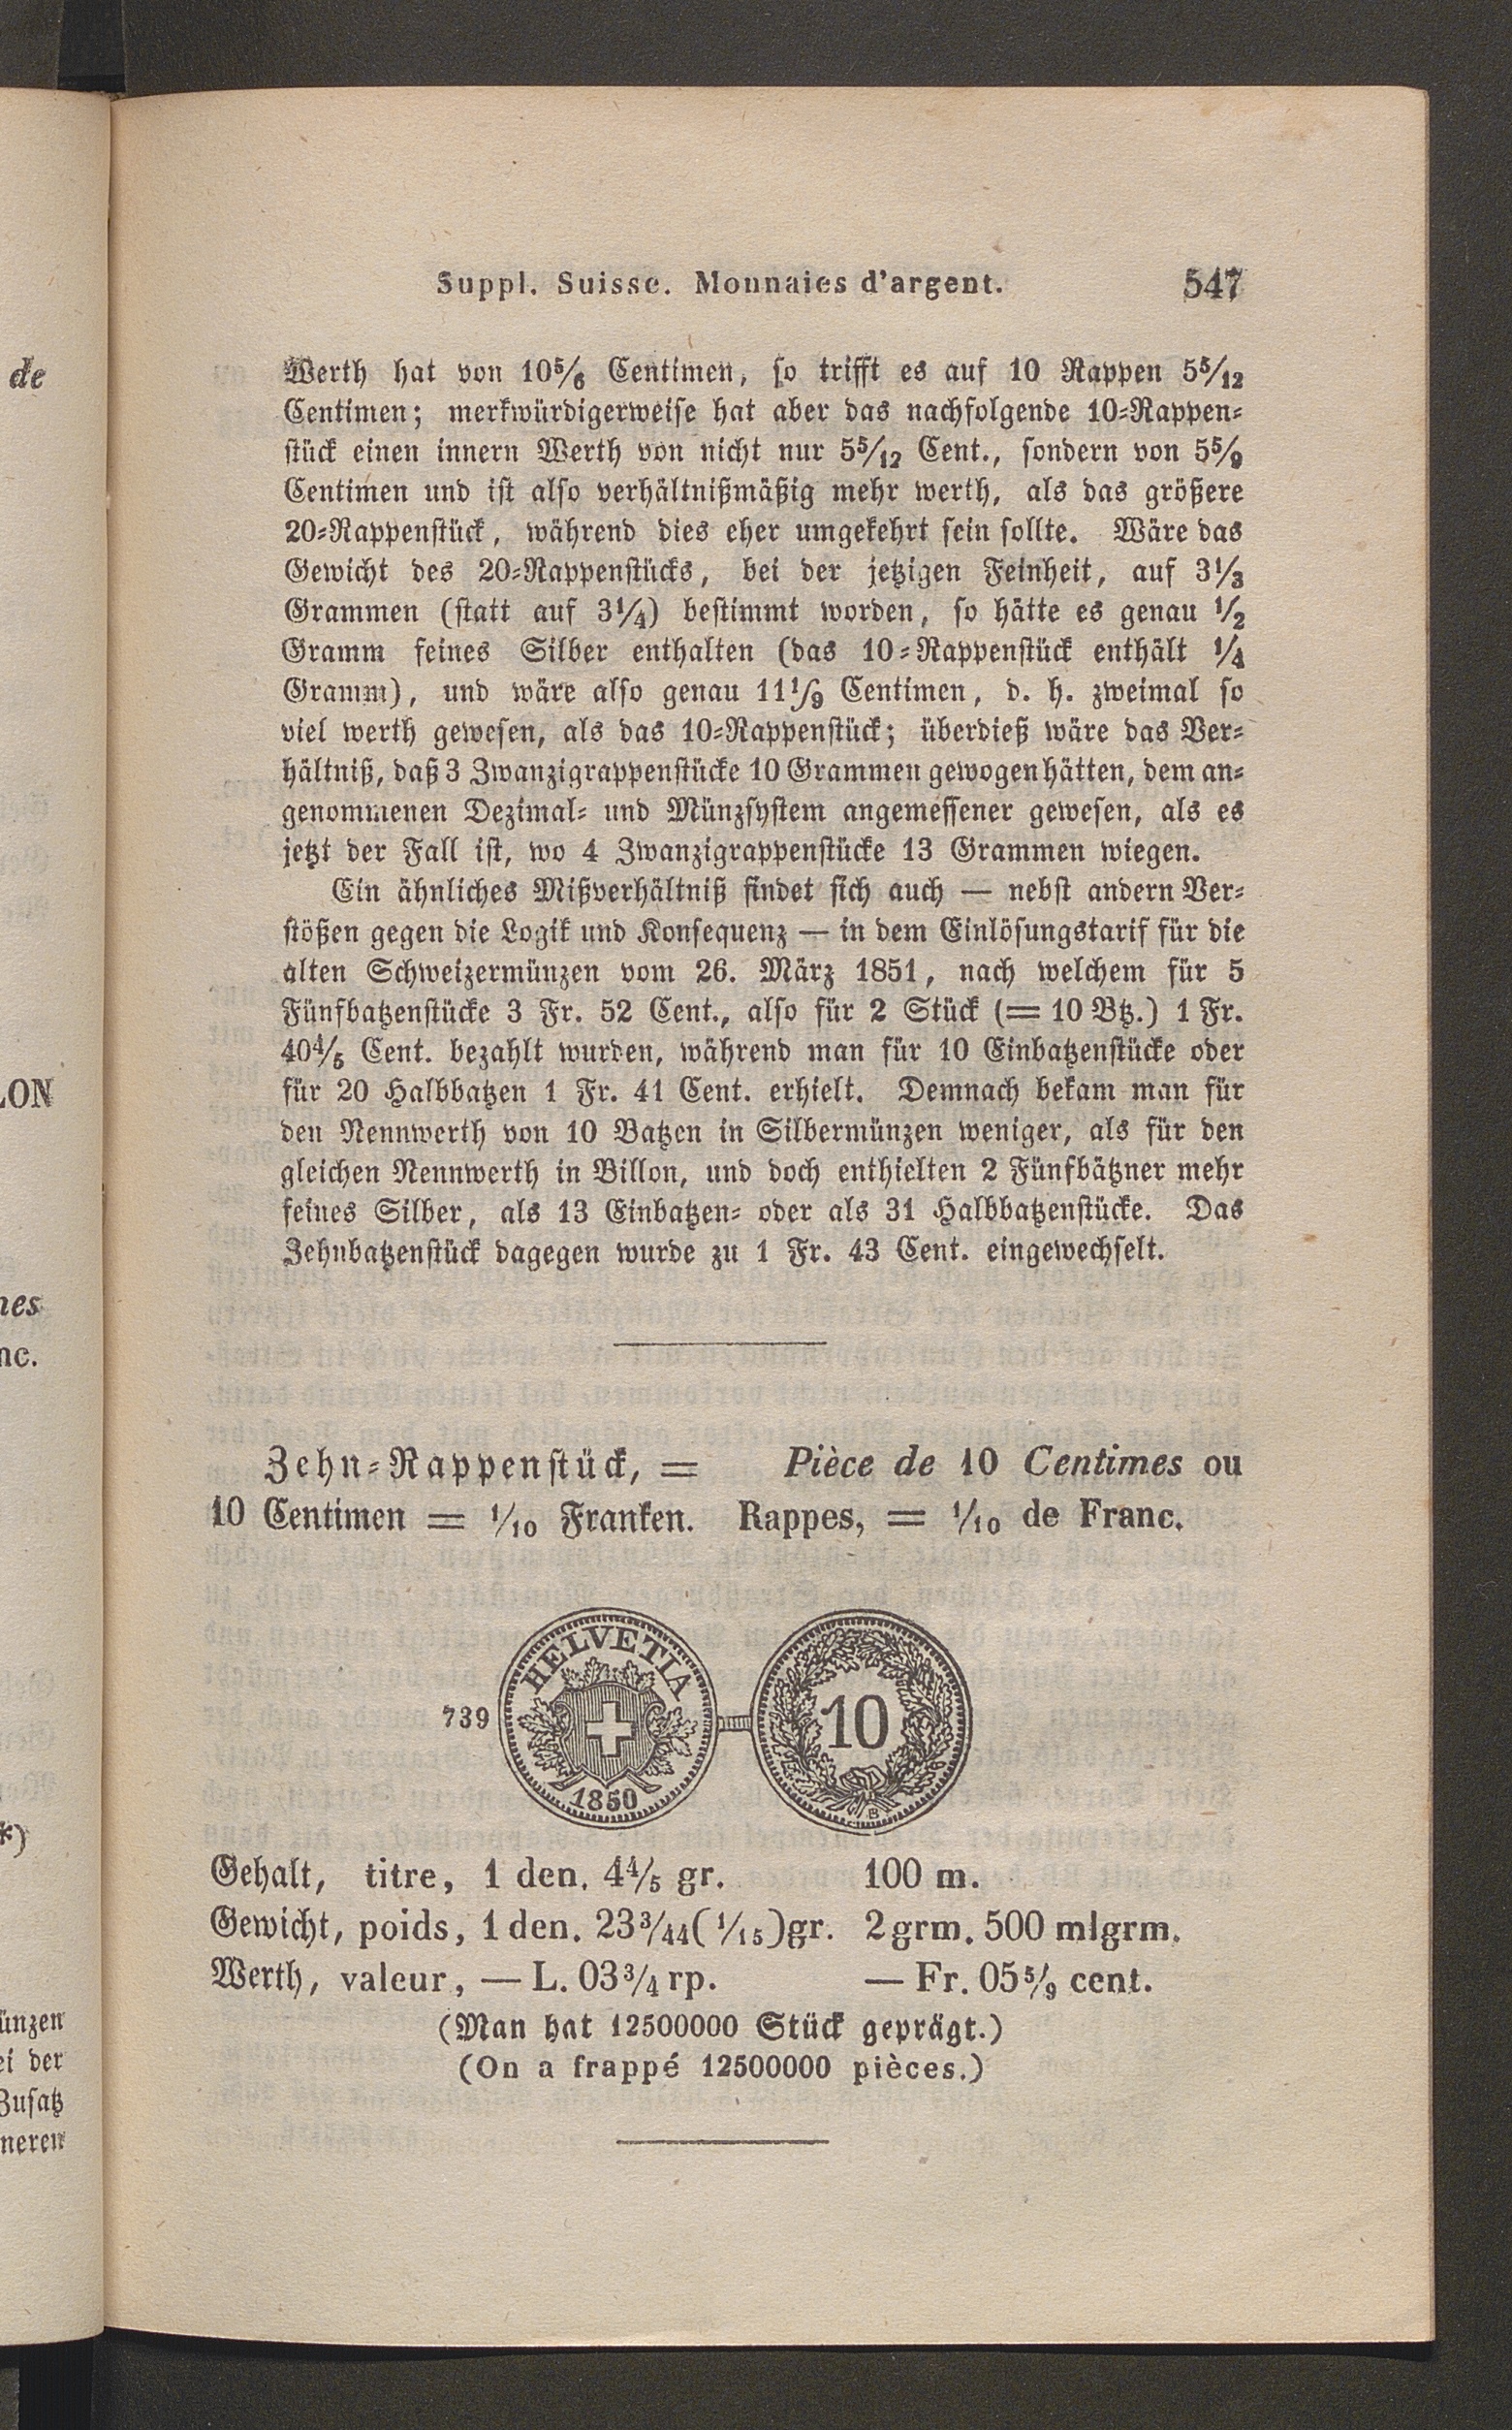 Suppl. Suisse. Monnaies d'argent. 547
Werth hat von 10⁵/₆ Centimen, so trifft es auf 10 Rappen 5⁵/₁₂
Centimen; merkwürdigerweise hat aber das nachfolgende 10=Rappen=
stück einen innern Werth von nicht nur 5⁵/₁₂ Cent., sondern von 5⁵/₉
Centimen und ist also verhältnißmäßig mehr werth, als das größere
20=Rappenstück, während dies eher umgekehrt sein sollte. Wäre das
Gewicht des 20=Rappenstücks, bei der jetzigen Feinheit, auf 3¹/₃
Grammen (statt auf 3¹/₄) bestimmt worden, so hätte es genau ¹/₂
Gramm feines Silber enthalten (das 10=Rappenstück enthält ¹/₄
Gramm), und wäre also genau 11¹/₉ Centimen, d. h. zweimal so
viel werth gewesen, als das 10=Rappenstück; überdieß wäre das Ver=
hältniß, daß 3 Zwanzigrappenstücke 10 Grammen gewogen hätten, dem an=
genommenen Dezimal= und Münzsystem angemessener gewesen, als es
jetzt der Fall ist, wo 4 Zwanzigrappenstücke 13 Grammen wiegen.
Ein ähnliches Mißverhältniß findet sich auch — nebst andern Ver=
stößen gegen die Logik und Konsequenz — in dem Einlösungstarif für die
alten Schweizermünzen vom 26. März 1851, nach welchem für 5
Fünfbatzenstücke 3 Fr. 52 Cent., also für 2 Stück (= 10 Btz.) 1 Fr.
40⁴/₅ Cent. bezahlt wurden, während man für 10 Einbatzenstücke oder
für 20 Halbbatzen 1 Fr. 41 Cent. erhielt. Demnach bekam man für
den Nennwerth von 10 Batzen in Silbermünzen weniger, als für den
gleichen Nennwerth in Billon, und doch enthielten 2 Fünfbätzner mehr
feines Silber, als 13 Einbatzen= oder als 31 Halbbatzenstücke. Das
Zehnbatzenstück dagegen wurde zu 1 Fr. 43 Cent. eingewechselt.
Zehn=Rappenstück, =
10 Centimen = ¹/₁₀ Franken.
Pièce de 10 Centimes ou
Rappes, = ¹/₁₀ de Franc.
739
HELVETIA
1850
10
B
Gehalt, titre, 1 den. 4⁴/₅ gr. 100 m.
Gewicht, poids, 1 den. 23³/₄₄(¹/₁₅)gr. 2 grm. 500 mlgrm.
Werth, valeur, — L. 03³/₄ rp. — Fr. 05⁵/₉ cent.
(Man hat 12500000 Stück geprägt.)
(On a frappé 12500000 pièces.)
de
LON
nes
nc.
*)
ünzen
ei der
Zusatz
neren